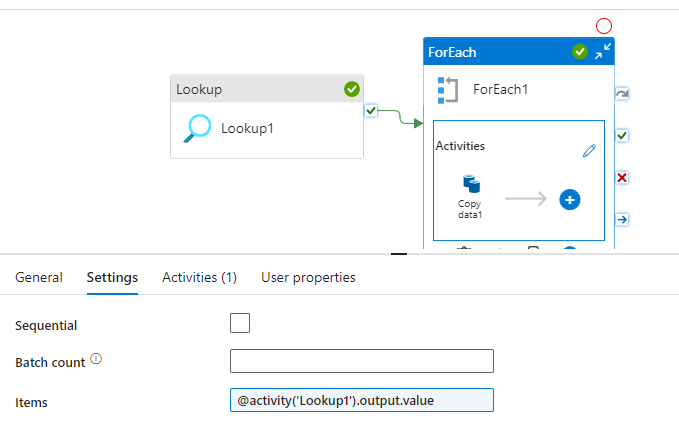 ForEach
Lookup
ForEach1
Lookup1
Activities
Copy
data1
General
Settings
Activities (1)
User properties
Sequential
Batch count
Items
@activity('Lookup1').output.value